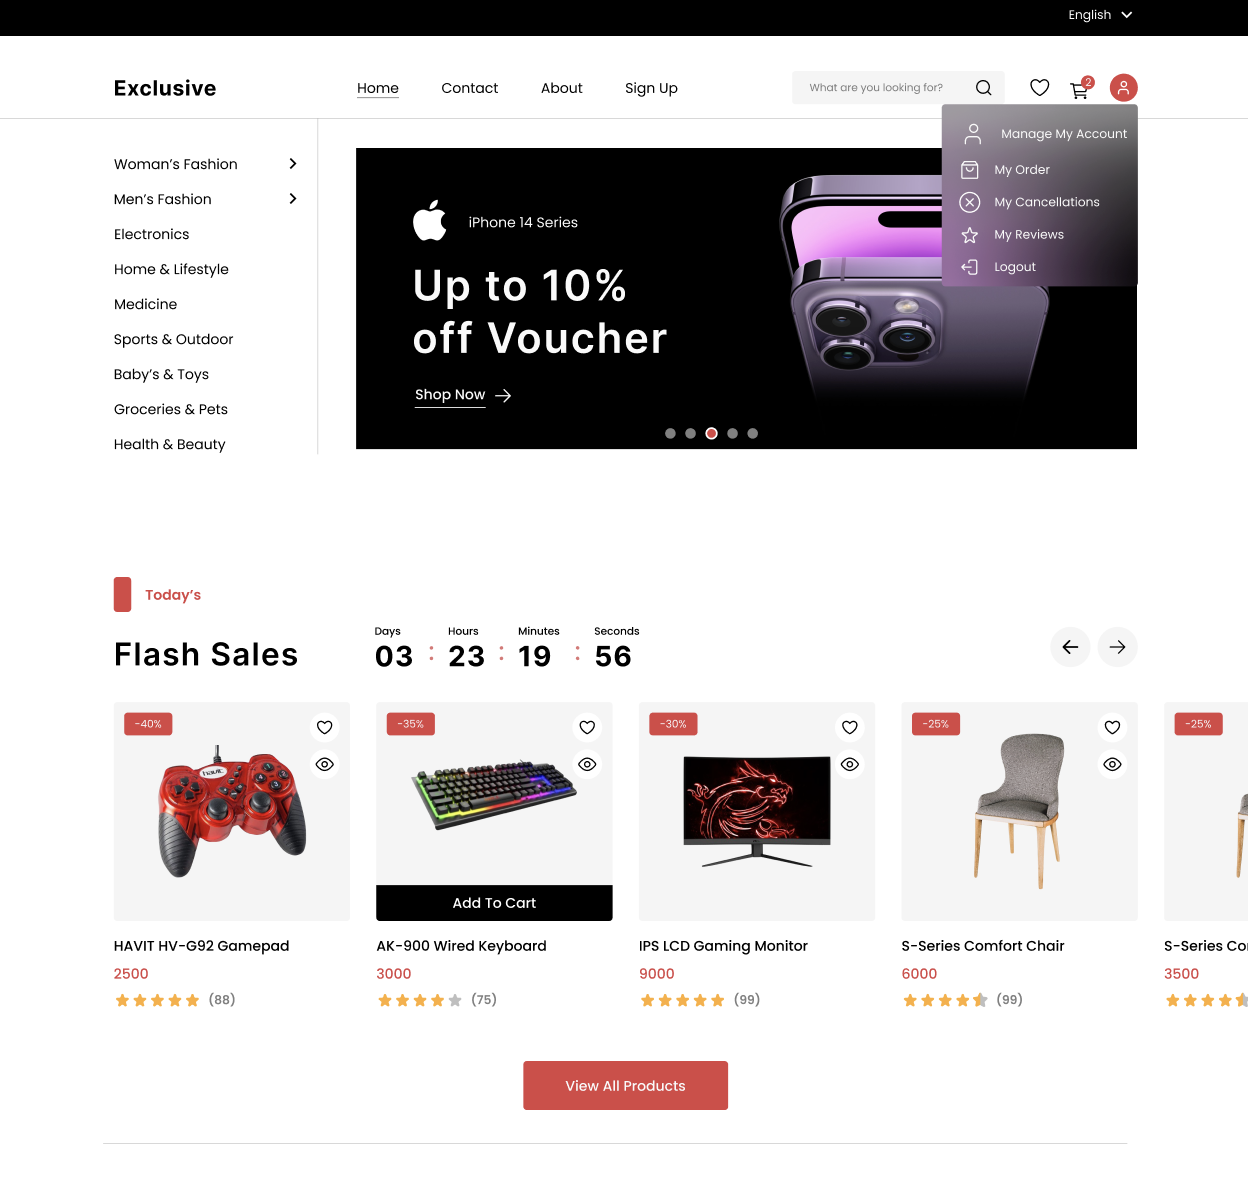 English
Exclusive
Home
Contact
About
Sign Up
What are you looking for?
2
Manage My Account
My Order
My Cancellations
My Reviews
Logout
Woman's Fashion
Men's Fashion
Electronics
Home & Lifestyle
Medicine
Sports & Outdoor
Baby's & Toys
Groceries & Pets
Health & Beauty
iPhone 14 Series
Up to 10%
off Voucher
Shop Now
Today's
Flash Sales
Days
Hours
Minutes
Seconds
03 : 23 : 19 : 56
-40%
-35%
-30%
-25%
-25%
havit
Add To Cart
HAVIT HV-G92 Gamepad
2500
(88)
AK-900 Wired Keyboard
3000
(75)
IPS LCD Gaming Monitor
9000
(99)
S-Series Comfort Chair
6000
(99)
S-Series Co
3500
View All Products